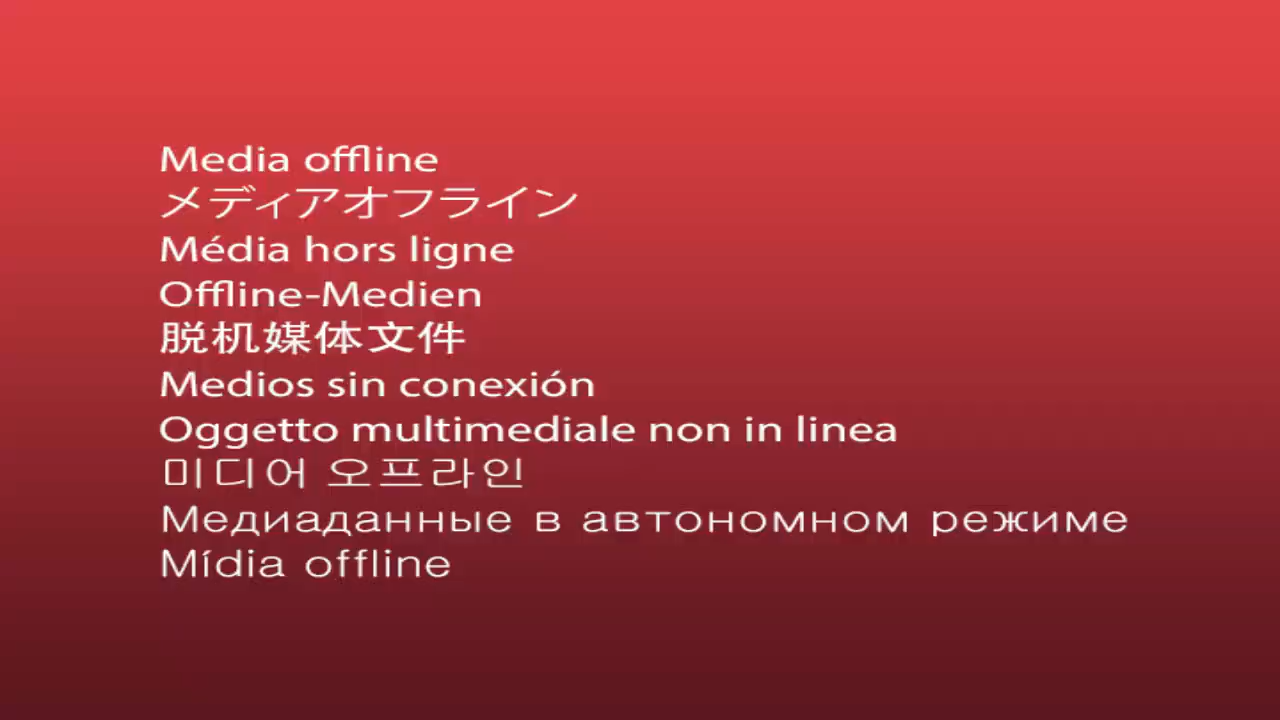 Media offline
メディアオフライン
Média hors ligne
Offline-Medien
脱机媒体文件
Medios sin conexión
Oggetto multimediale non in linea
미디어 오프라인
Медиаданные в автономном режиме
Mídia offline